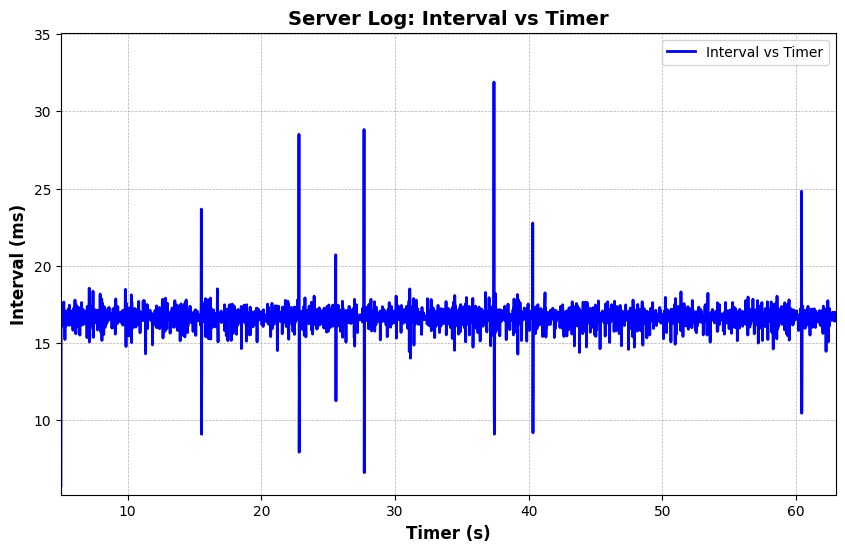 Server Log: Interval vs Timer
Interval vs Timer
35
30
25
20
15
10
Interval (ms)
10 20 30 40 50 60
Timer (s)